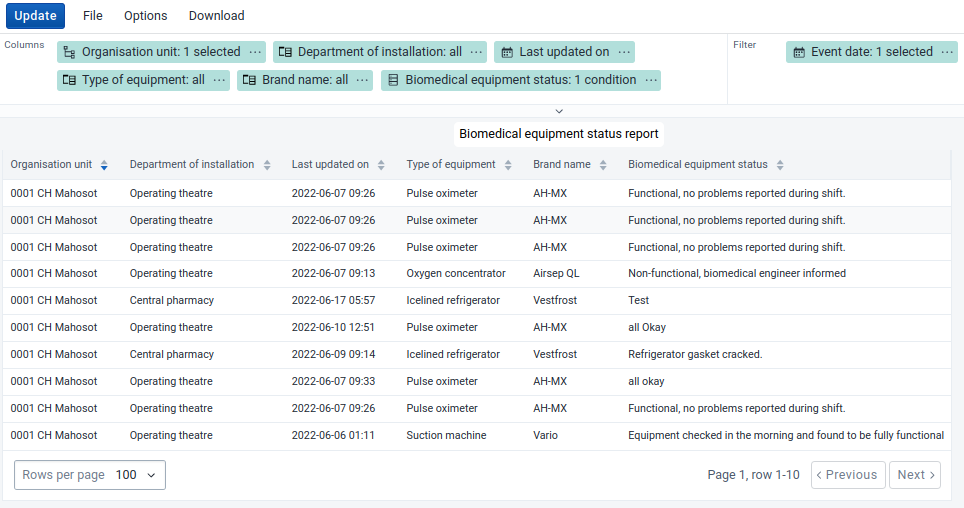 Update File Options Download
Columns Organisation unit: 1 selected ··· Department of installation: all ··· Last updated on ··· Filter Event date: 1 selected ···
Type of equipment: all ··· Brand name: all ··· Biomedical equipment status: 1 condition ···
Biomedical equipment status report
Organisation unit Department of installation Last updated on Type of equipment Brand name Biomedical equipment status
0001 CH Mahosot Operating theatre 2022-06-07 09:26 Pulse oximeter AH-MX Functional, no problems reported during shift.
0001 CH Mahosot Operating theatre 2022-06-07 09:26 Pulse oximeter AH-MX Functional, no problems reported during shift.
0001 CH Mahosot Operating theatre 2022-06-07 09:26 Pulse oximeter AH-MX Functional, no problems reported during shift.
0001 CH Mahosot Operating theatre 2022-06-07 09:13 Oxygen concentrator Airsep QL Non-functional, biomedical engineer informed
0001 CH Mahosot Central pharmacy 2022-06-17 05:57 Icelined refrigerator Vestfrost Test
0001 CH Mahosot Operating theatre 2022-06-10 12:51 Pulse oximeter AH-MX all Okay
0001 CH Mahosot Central pharmacy 2022-06-09 09:14 Icelined refrigerator Vestfrost Refrigerator gasket cracked.
0001 CH Mahosot Operating theatre 2022-06-07 09:33 Pulse oximeter AH-MX all okay
0001 CH Mahosot Operating theatre 2022-06-07 09:26 Pulse oximeter AH-MX Functional, no problems reported during shift.
0001 CH Mahosot Operating theatre 2022-06-06 01:11 Suction machine Vario Equipment checked in the morning and found to be fully functional
Rows per page 100 Page 1, row 1-10 Previous Next